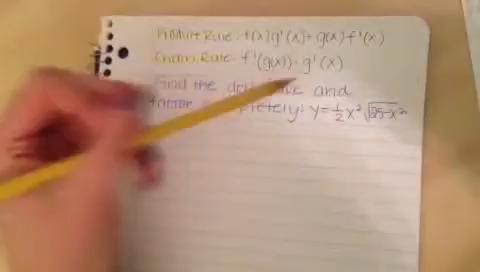 Product Rule: f(x)g'(x)+g(x)f'(x)
Chain Rule: f'(g(x))·g'(x)
Find the and
y=½x²√25-x²